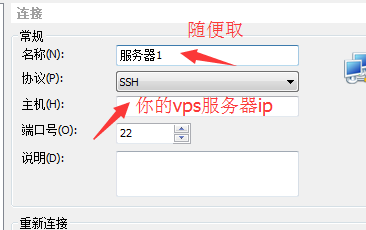 连接
常规
随便取
名称(N):
服务器1
协议(P):
SSH
主机(H):
你的vps服务器ip
端口号(O):
22
说明(D):
重新连接